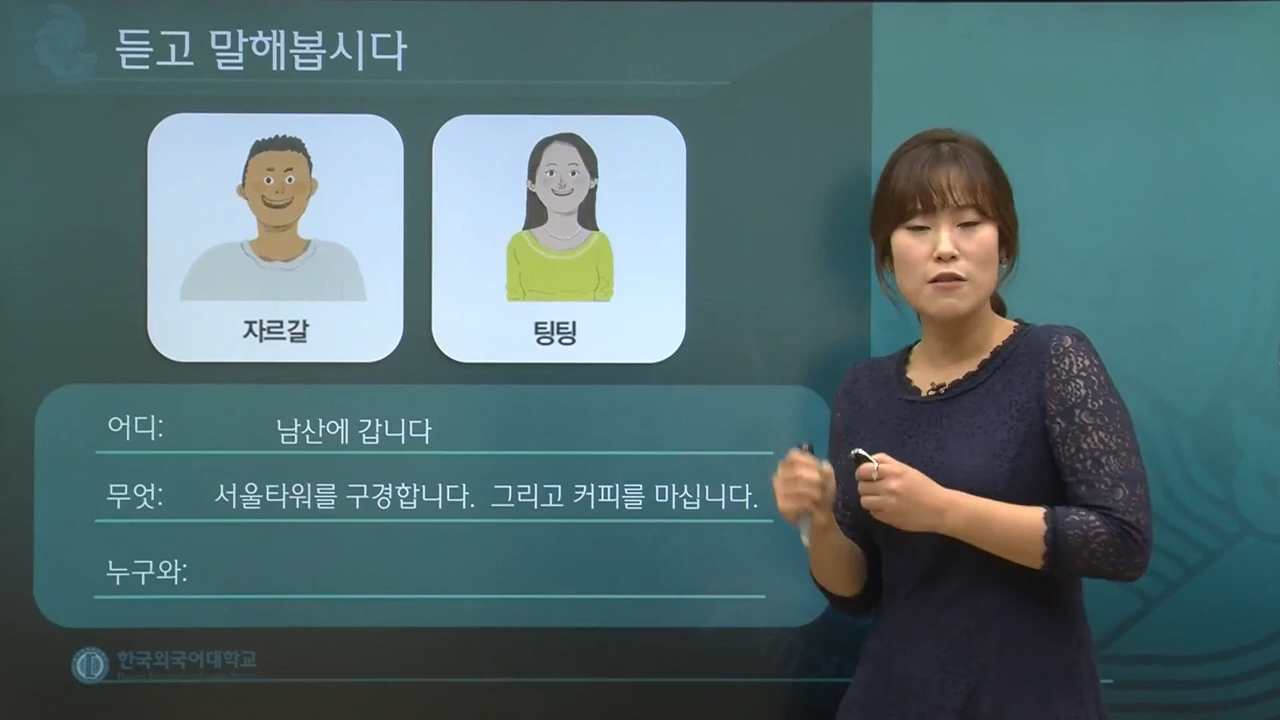 듣고 말해봅시다
자르갈
팅팅
어디: 남산에 갑니다
무엇: 서울타워를 구경합니다. 그리고 커피를 마십니다.
누구와:
한국외국어대학교